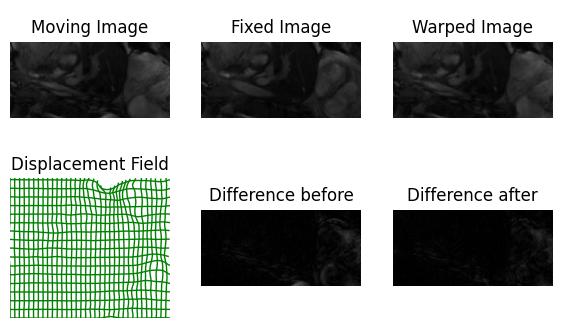 Moving Image
Fixed Image
Warped Image
Displacement Field
Difference before
Difference after